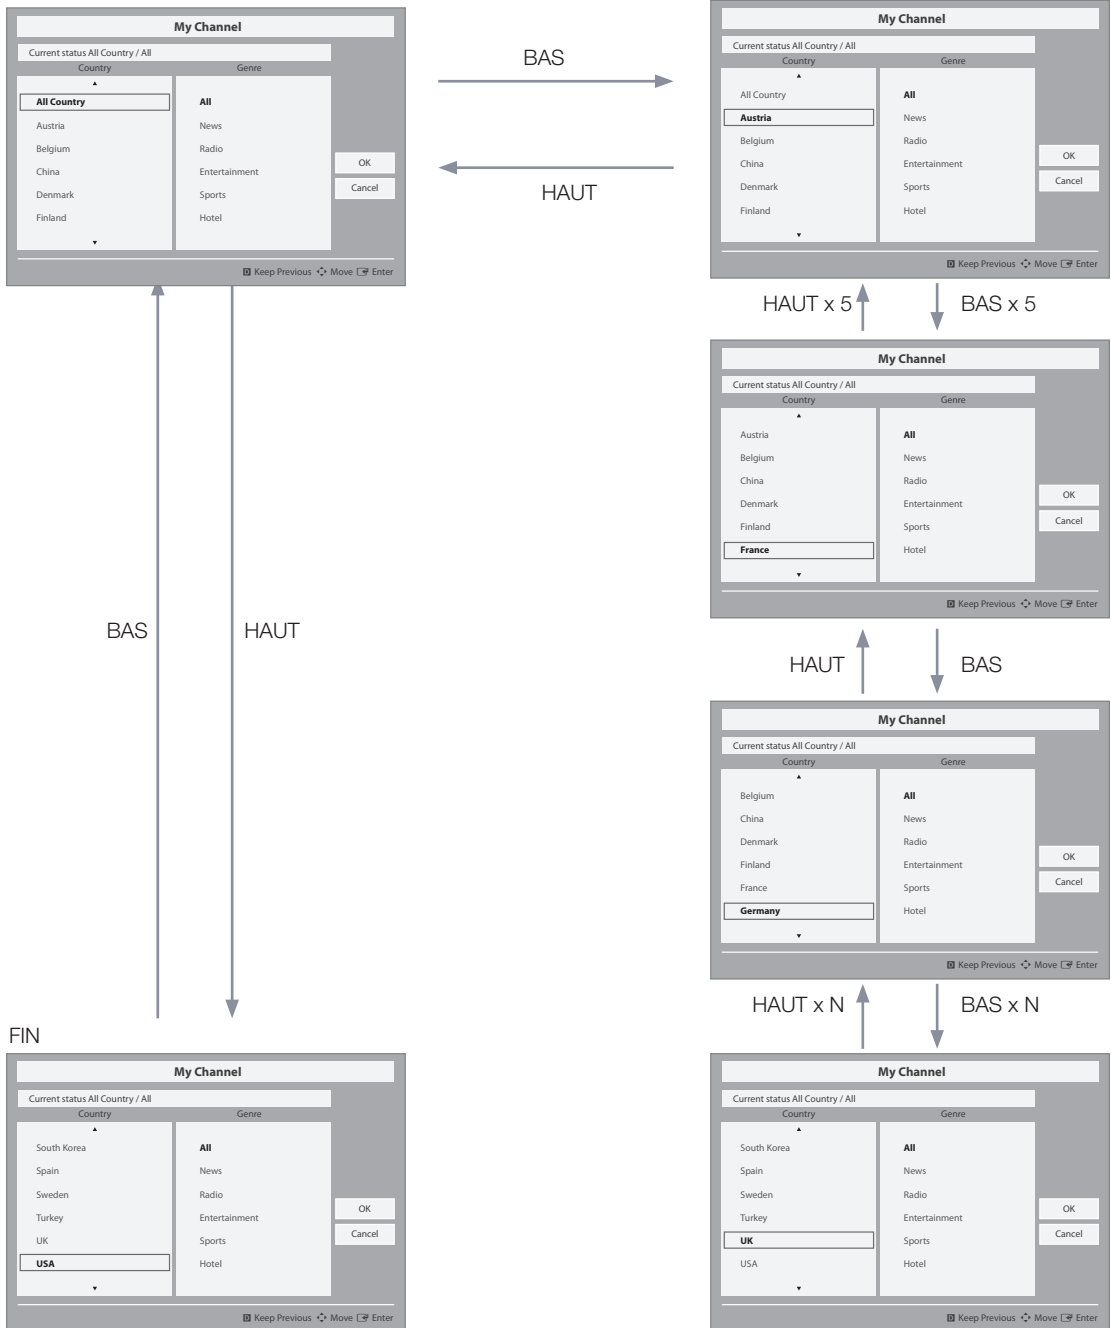 My Channel
Current status All Country / All
Country Genre
All Country All
Austria News
Belgium Radio
China Entertainment
Denmark Sports
Finland Hotel
OK
Cancel
D Keep Previous Move Enter
BAS
HAUT
My Channel
Current status All Country / All
Country Genre
All Country All
Austria News
Belgium Radio
China Entertainment
Denmark Sports
Finland Hotel
OK
Cancel
D Keep Previous Move Enter
HAUT x 5 BAS x 5
My Channel
Current status All Country / All
Country Genre
Austria All
Belgium News
China Radio
Denmark Entertainment
Finland Sports
France Hotel
OK
Cancel
D Keep Previous Move Enter
BAS HAUT
HAUT BAS
My Channel
Current status All Country / All
Country Genre
Belgium All
China News
Denmark Radio
Finland Entertainment
France Sports
Germany Hotel
OK
Cancel
D Keep Previous Move Enter
HAUT x N BAS x N
FIN
My Channel
Current status All Country / All
Country Genre
South Korea All
Spain News
Sweden Radio
Turkey Entertainment
UK Sports
USA Hotel
OK
Cancel
D Keep Previous Move Enter
My Channel
Current status All Country / All
Country Genre
South Korea All
Spain News
Sweden Radio
Turkey Entertainment
UK Sports
USA Hotel
OK
Cancel
D Keep Previous Move Enter